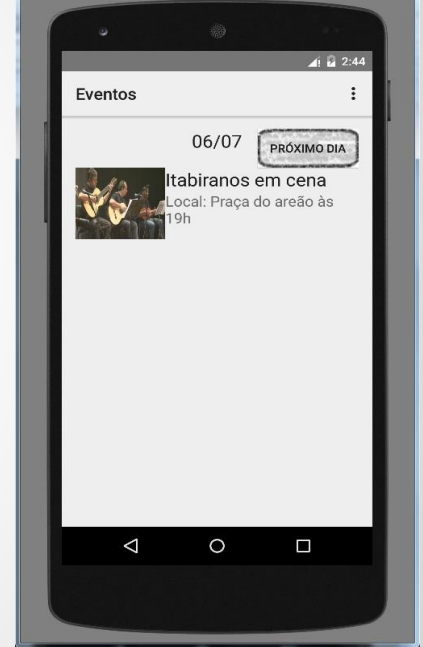 2:44
Eventos
06/07
PRÓXIMO DIA
Itabiranos em cena
Local: Praça do areão às
19h